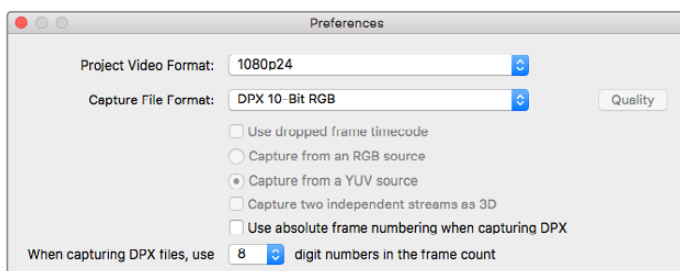 Preferences
Project Video Format: 1080p24
Capture File Format: DPX 10-Bit RGB Quality
Use dropped frame timecode
Capture from an RGB source
Capture from a YUV source
Capture two independent streams as 3D
Use absolute frame numbering when capturing DPX
When capturing DPX files, use 8 digit numbers in the frame count